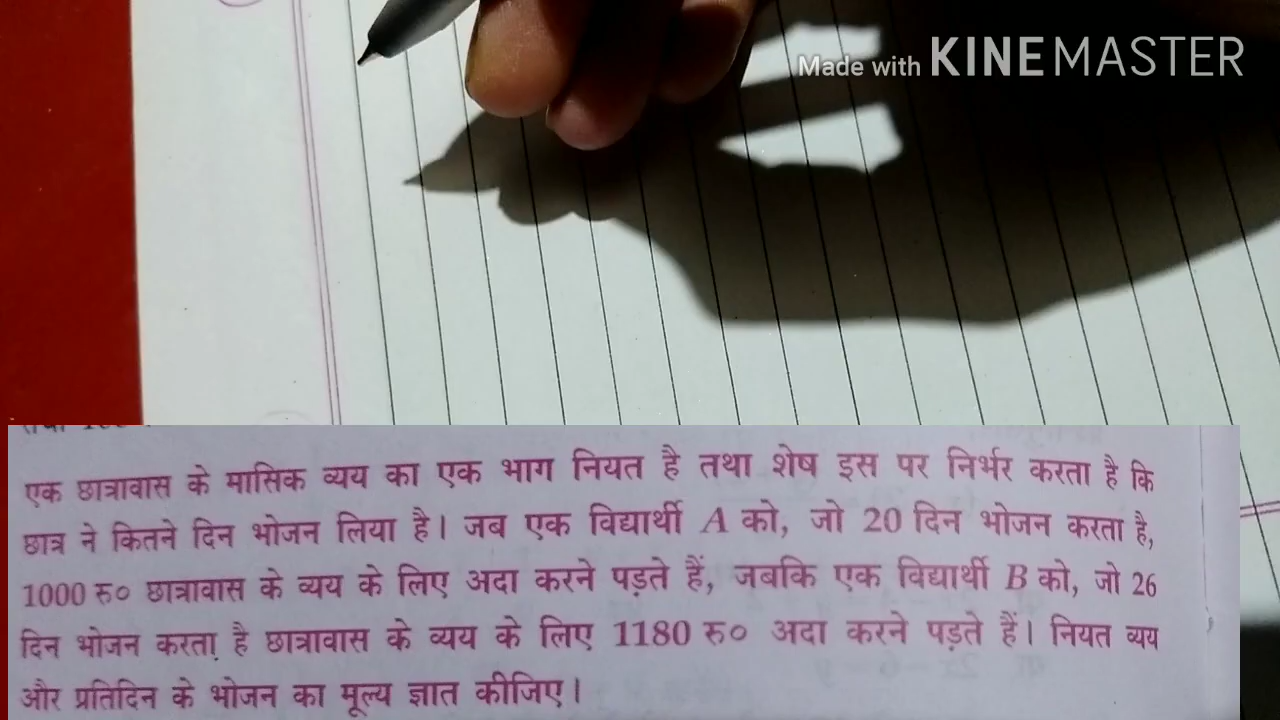 Made with KINEMASTER
एक छात्रावास के मासिक व्यय का एक भाग नियत है तथा शेष इस पर निर्भर करता है कि
छात्र ने कितने दिन भोजन लिया है। जब एक विद्यार्थी A को, जो 20 दिन भोजन करता है,
1000 रु० छात्रावास के व्यय के लिए अदा करने पड़ते हैं, जबकि एक विद्यार्थी B को, जो 26
दिन भोजन करता है छात्रावास के व्यय के लिए 1180 रु० अदा करने पड़ते हैं। नियत व्यय
और प्रतिदिन के भोजन का मूल्य ज्ञात कीजिए।